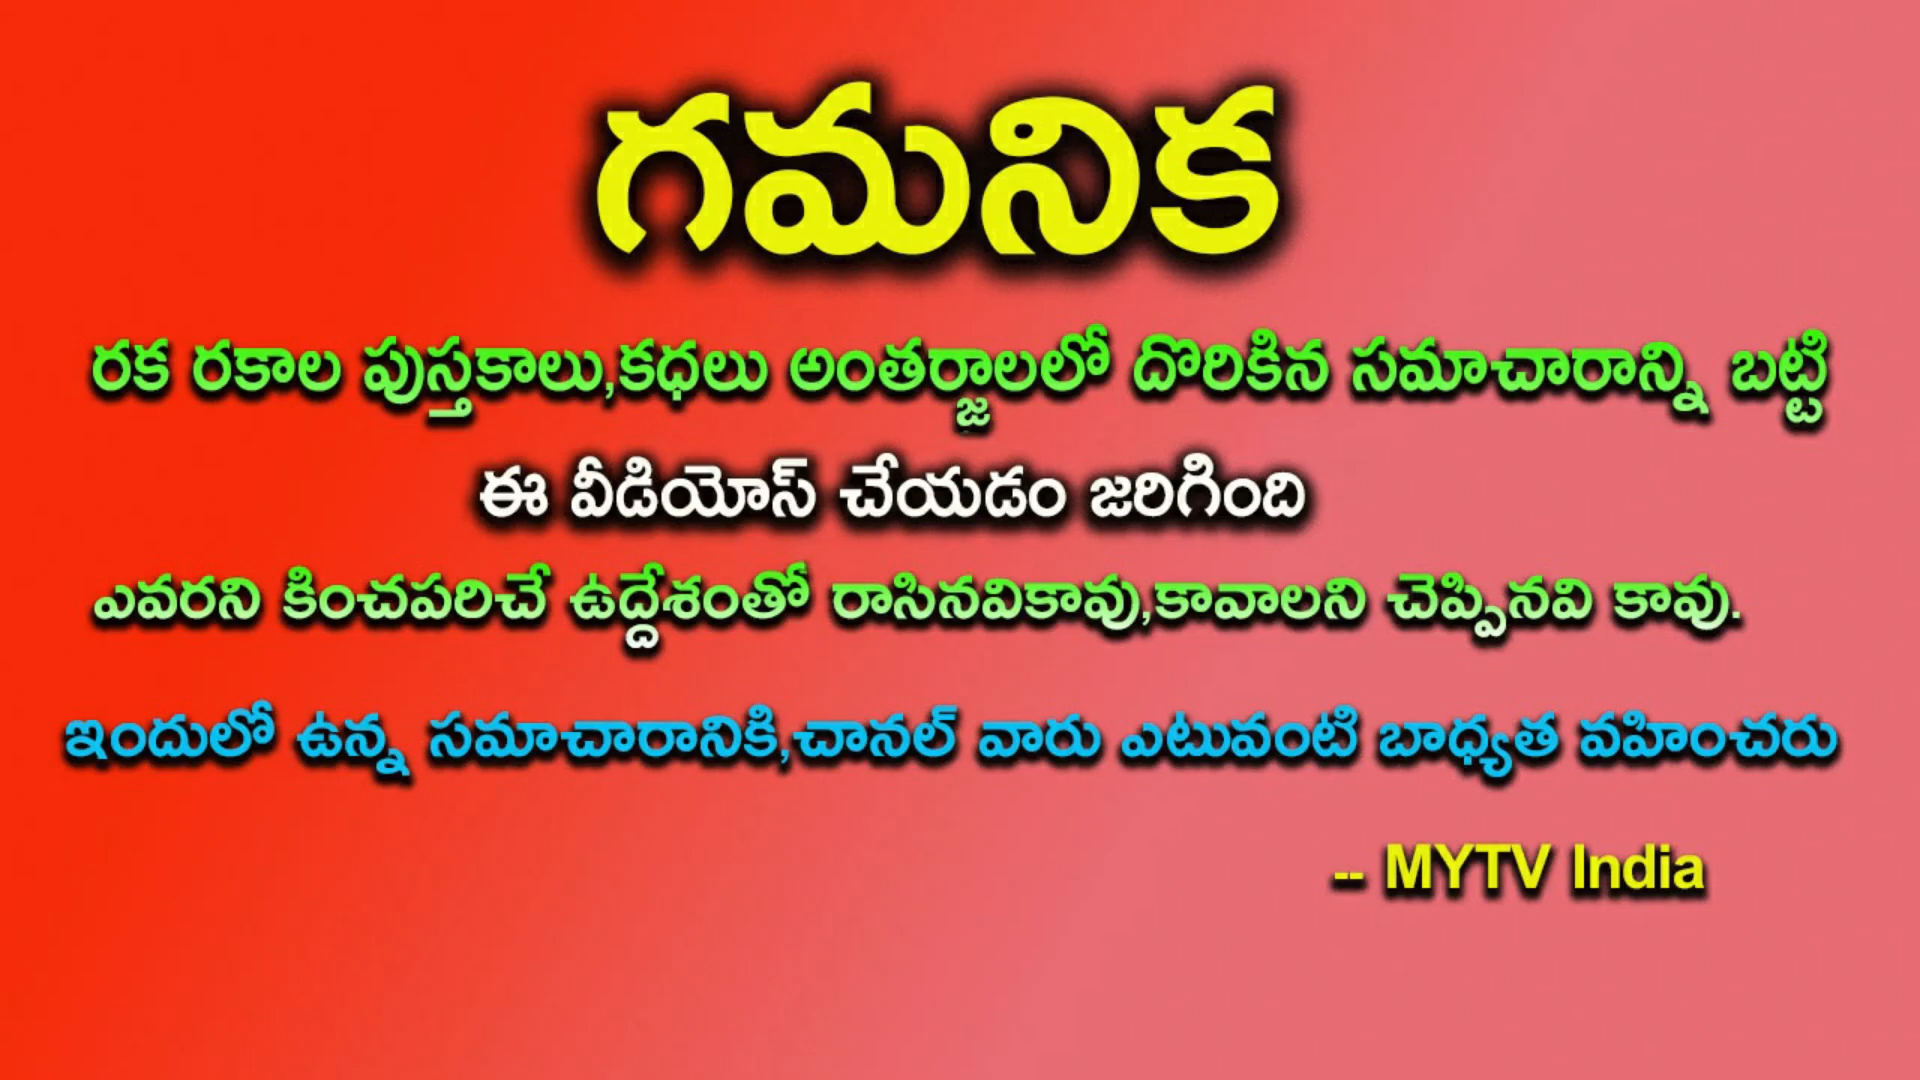 గమనిక
రక రకాల పుస్తకాలు,కధలు అంతర్జాలలో దొరికిన సమాచారాన్ని బట్టి
ఈ వీడియోస్ చేయడం జరిగింది
ఎవరని కించపరిచే ఉద్దేశంతో రాసినవికావు,కావాలని చెప్పినవి కావు.
ఇందులో ఉన్న సమాచారానికి,చానల్ వారు ఎటువంటి బాధ్యత వహించరు
-- MYTV India